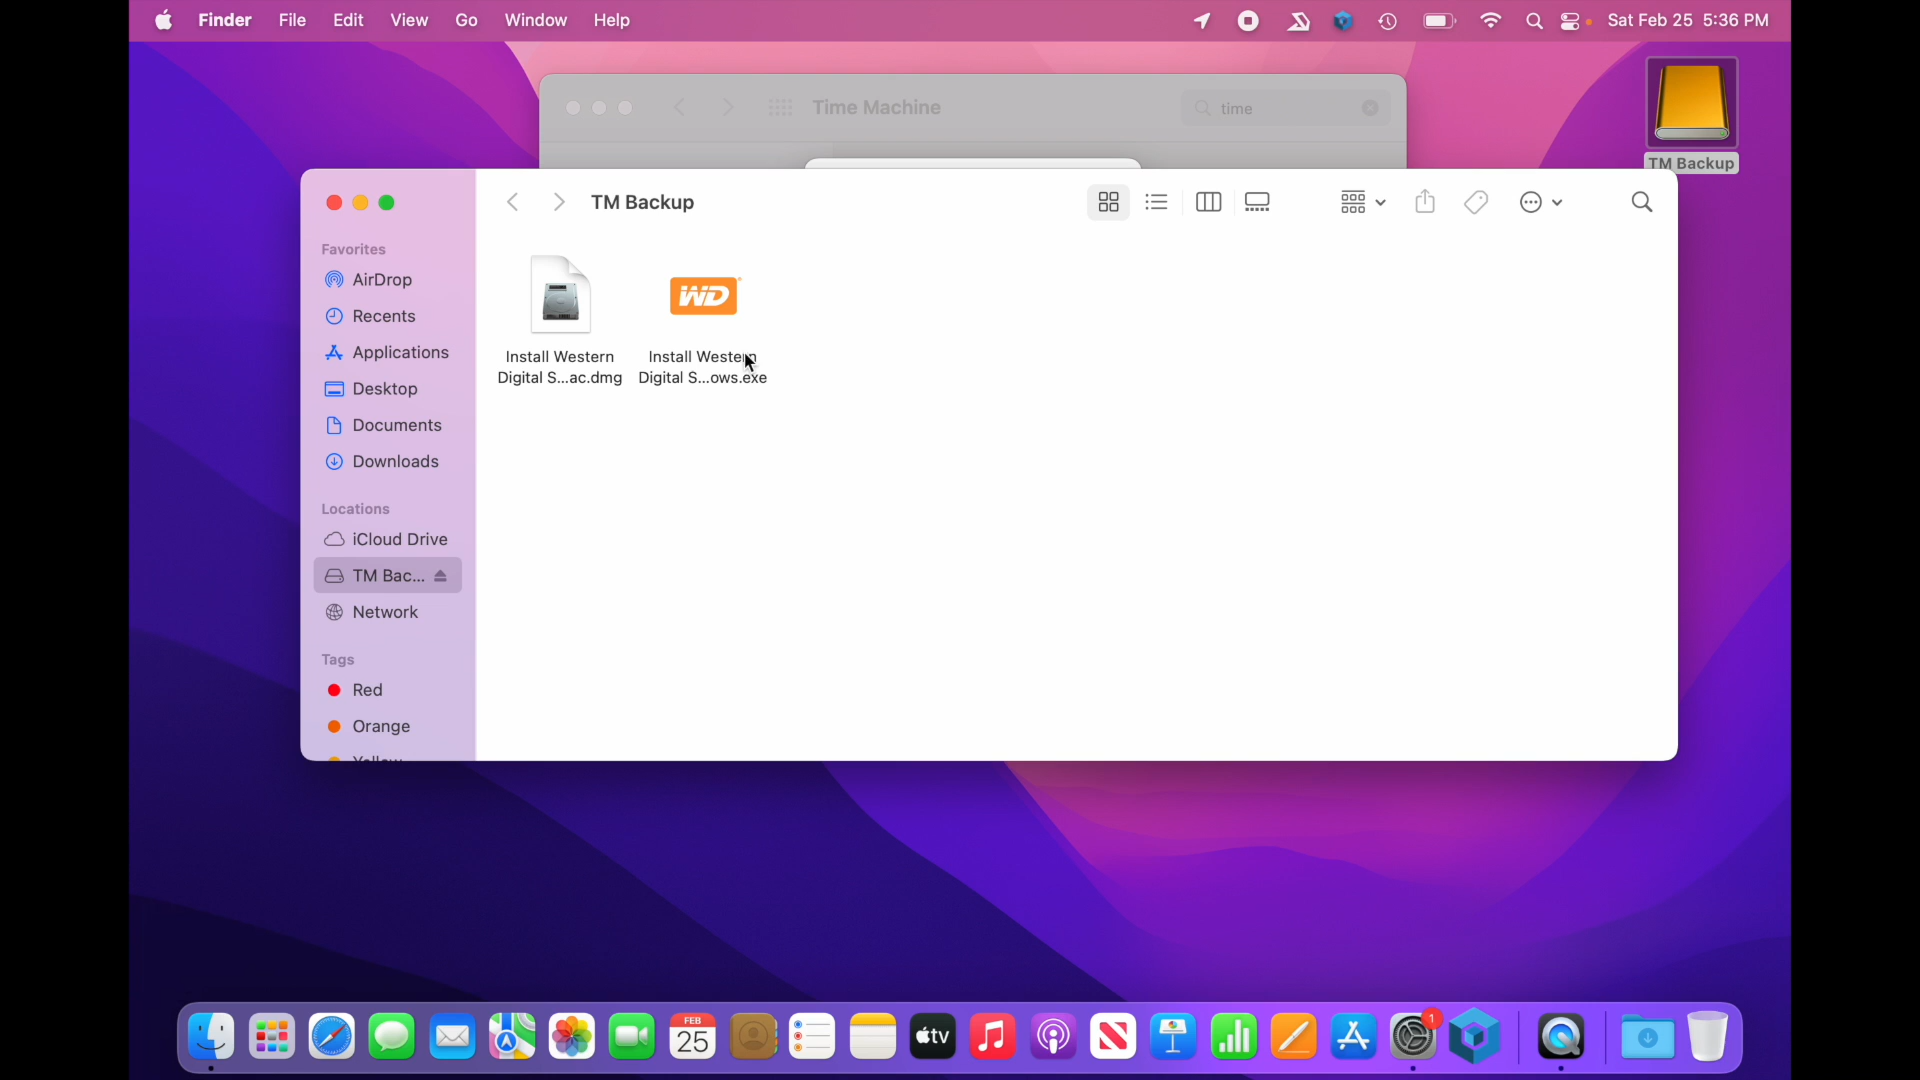 Finder File Edit View Go Window Help Sat Feb 25 5:36 PM
Time Machine time
TM Backup
TM Backup
Favorites
AirDrop
Recents
Applications
Desktop
Documents
Downloads
Locations
iCloud Drive
TM Bac...
Network
Tags
Red
Orange
Yellow
WD
Install Western
Digital S...ac.dmg
Install Western
Digital S...ows.exe
FEB
25
tv
1